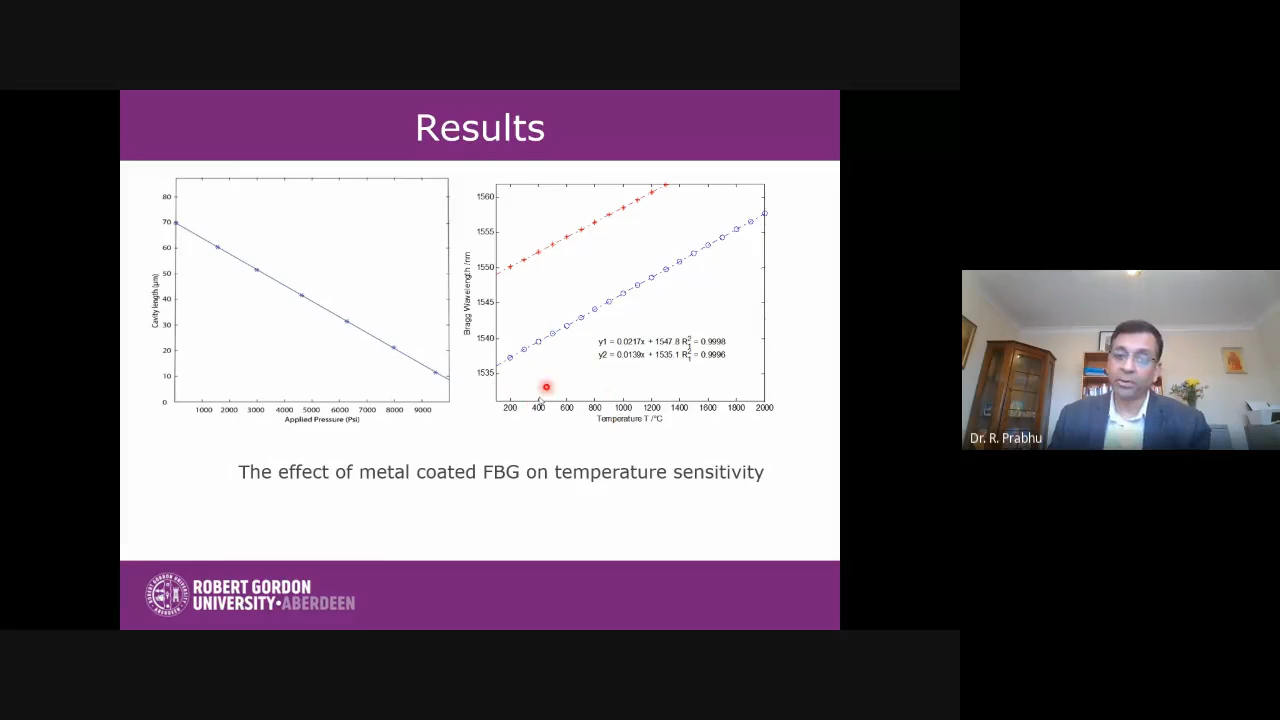 Results
80
70
60
50
40
30
20
10
0
Cavity length (μm)
1000 2000 3000 4000 5000 6000 7000 8000 9000
Applied Pressure (Psi)
1560
1555
1550
1545
1540
1535
Bragg Wavelength /nm
y1 = 0.0217x + 1547.8 R²₁ = 0.9998
y2 = 0.0139x + 1535.1 R²₁ = 0.9996
200 400 600 800 1000 1200 1400 1600 1800 2000
Temperature T /°C
The effect of metal coated FBG on temperature sensitivity
ROBERT GORDON
UNIVERSITY•ABERDEEN
Dr. R. Prabhu